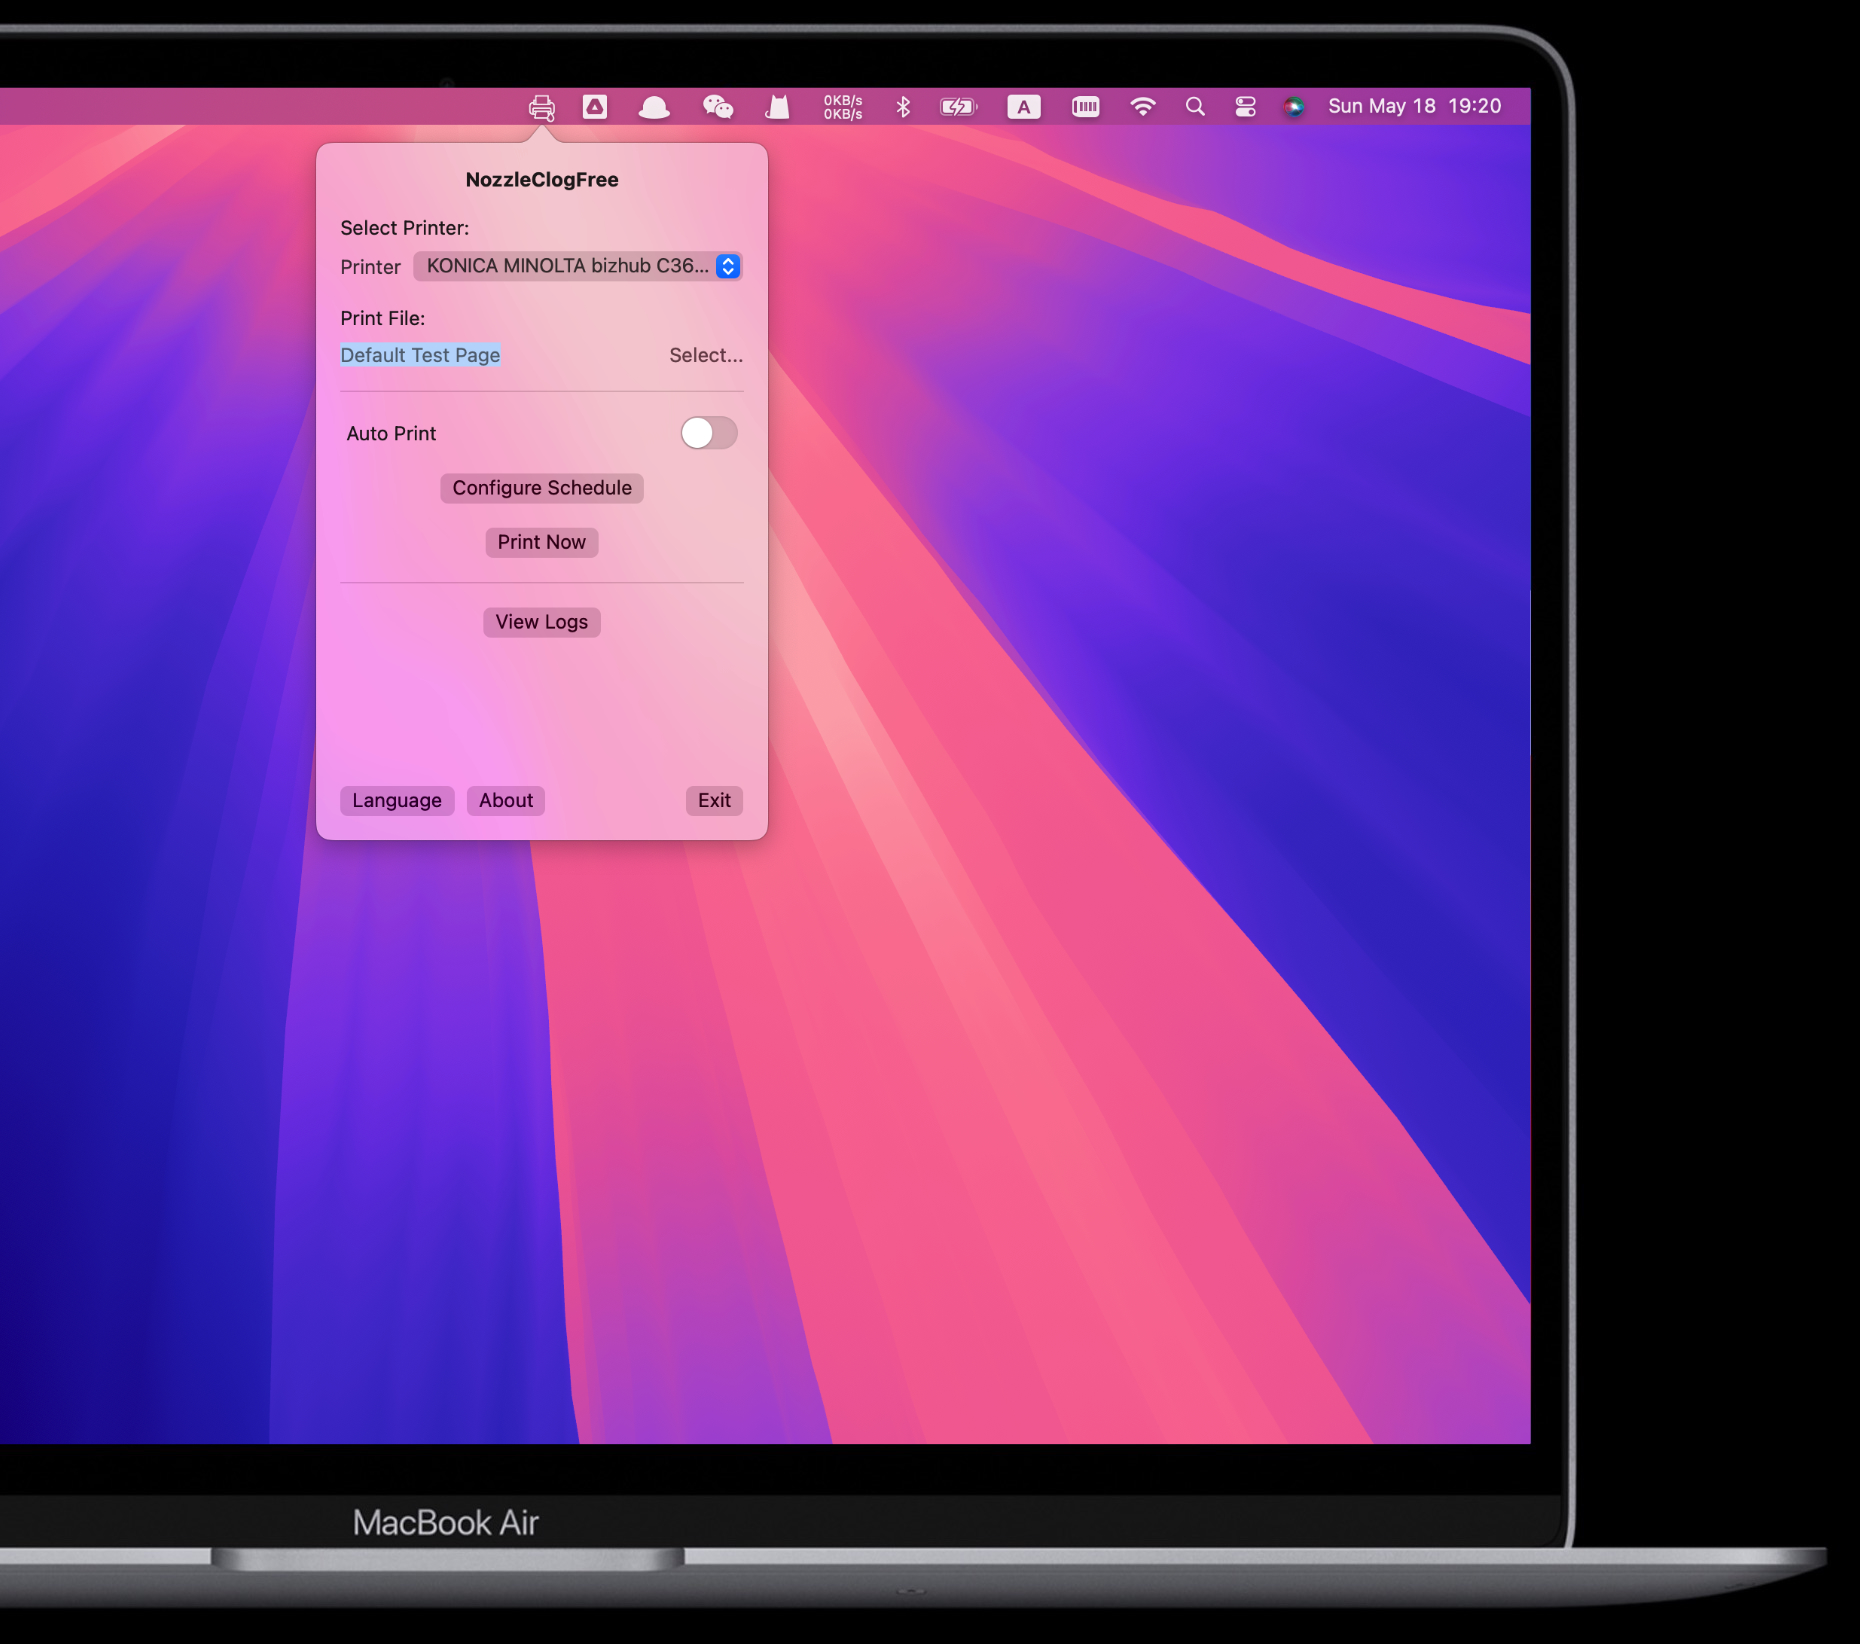 0KB/s
0KB/s
A
Sun May 18 19:20
NozzleClogFree
Select Printer:
Printer KONICA MINOLTA bizhub C36...
Print File:
Default Test Page Select...
Auto Print
Configure Schedule
Print Now
View Logs
Language About Exit
MacBook Air